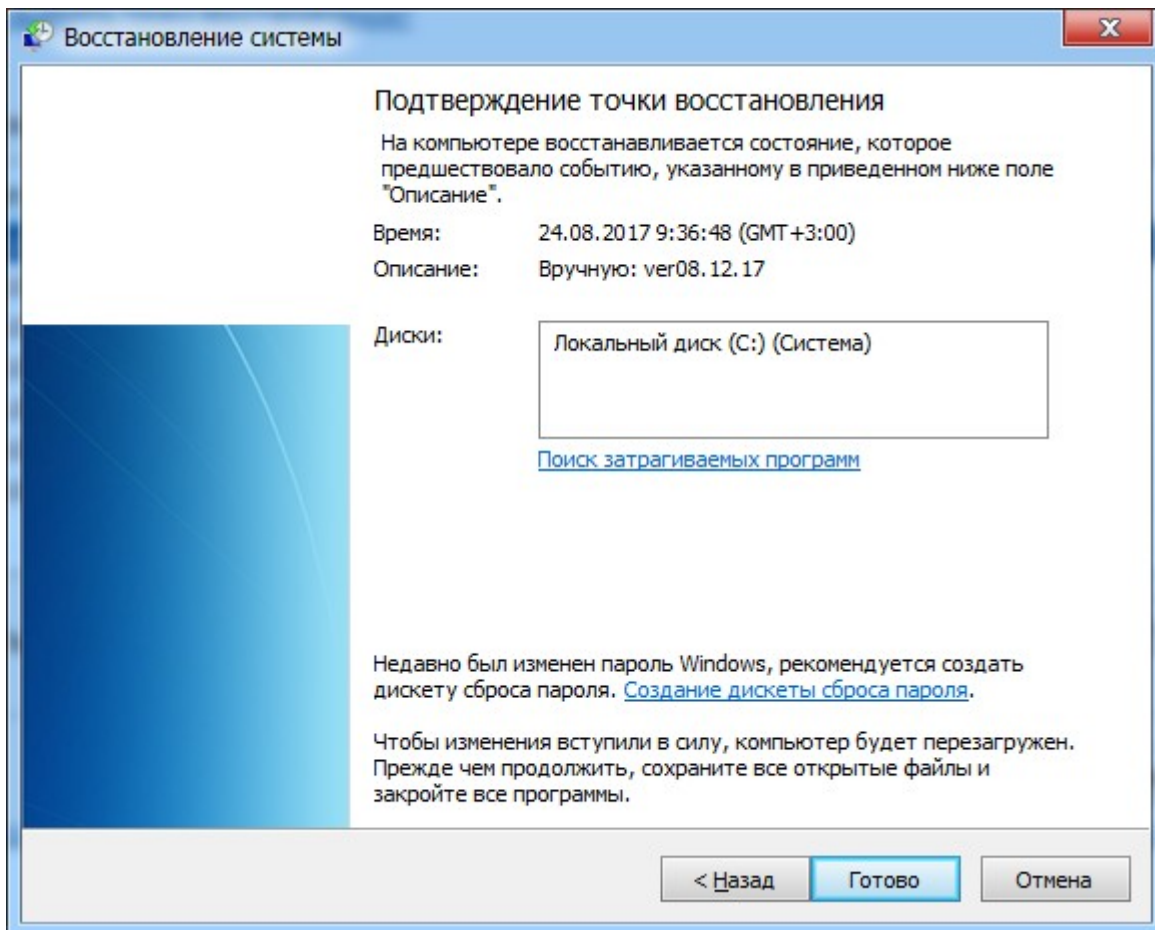 Восстановление системы
Подтверждение точки восстановления
На компьютере восстанавливается состояние, которое
предшествовало событию, указанному в приведенном ниже поле
"Описание".
Время: 24.08.2017 9:36:48 (GMT+3:00)
Описание: Вручную: ver08.12.17
Диски: Локальный диск (C:) (Система)
Поиск затрагиваемых программ
Недавно был изменен пароль Windows, рекомендуется создать
дискету сброса пароля. Создание дискеты сброса пароля.
Чтобы изменения вступили в силу, компьютер будет перезагружен.
Прежде чем продолжить, сохраните все открытые файлы и
закройте все программы.
< Назад Готово Отмена